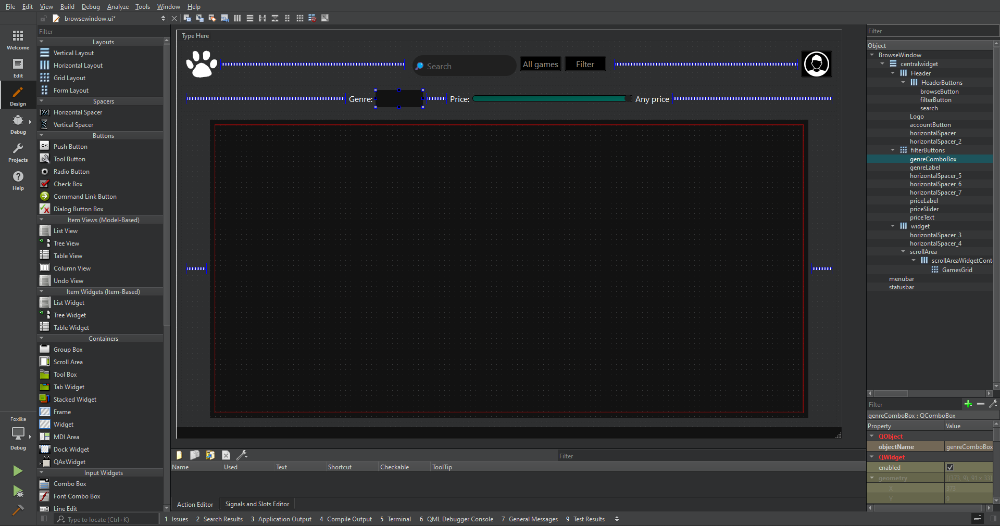 File Edit View Build Debug Analyze Tools Window Help
browsewindow.ui*
Welcome
Edit
Design
Debug
Projects
Help
Foxlike
Debug
Filter
Layouts
Vertical Layout
Horizontal Layout
Grid Layout
Form Layout
Spacers
Horizontal Spacer
Vertical Spacer
Buttons
OK Push Button
Tool Button
Radio Button
Check Box
Command Link Button
Dialog Button Box
Item Views (Model-Based)
List View
Tree View
Table View
Column View
Undo View
Item Widgets (Item-Based)
List Widget
Tree Widget
Table Widget
Containers
Group Box
Scroll Area
Tool Box
Tab Widget
Stacked Widget
Frame
Widget
MDI Area
Dock Widget
QAxWidget
Input Widgets
Combo Box
Font Combo Box
ABI Line Edit
Type Here
Search All games Filter
Genre: Price: Any price
Filter
Name Used Text Shortcut Checkable ToolTip
Action Editor Signals and Slots Editor
Filter
Object
BrowseWindow
centralwidget
Header
HeaderButtons
browseButton
filterButton
search
Logo
accountButton
horizontalSpacer
horizontalSpacer_2
filterButtons
genreComboBox
genreLabel
horizontalSpacer_5
horizontalSpacer_6
horizontalSpacer_7
priceLabel
priceSlider
priceText
widget
horizontalSpacer_3
horizontalSpacer_4
scrollArea
scrollAreaWidgetCont
GamesGrid
menubar
statusbar
Filter
genreComboBox : QComboBox
Property Value
QObject
objectName genreComboBox
QWidget
enabled
geometry [(373, 9), 91 x 33]
X 373
Y 9
Type to locate (Ctrl+K) 1 Issues 2 Search Results 3 Application Output 4 Compile Output 5 Terminal 6 QML Debugger Console 7 General Messages 9 Test Results